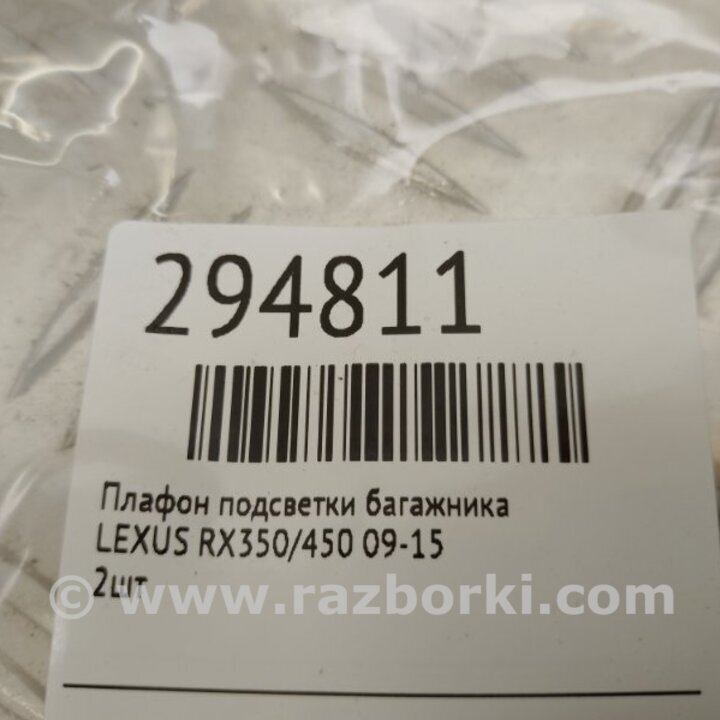 294811
Плафон подсветки багажника
LEXUS RX350/450 09-15
2шт
© www.razborki.com